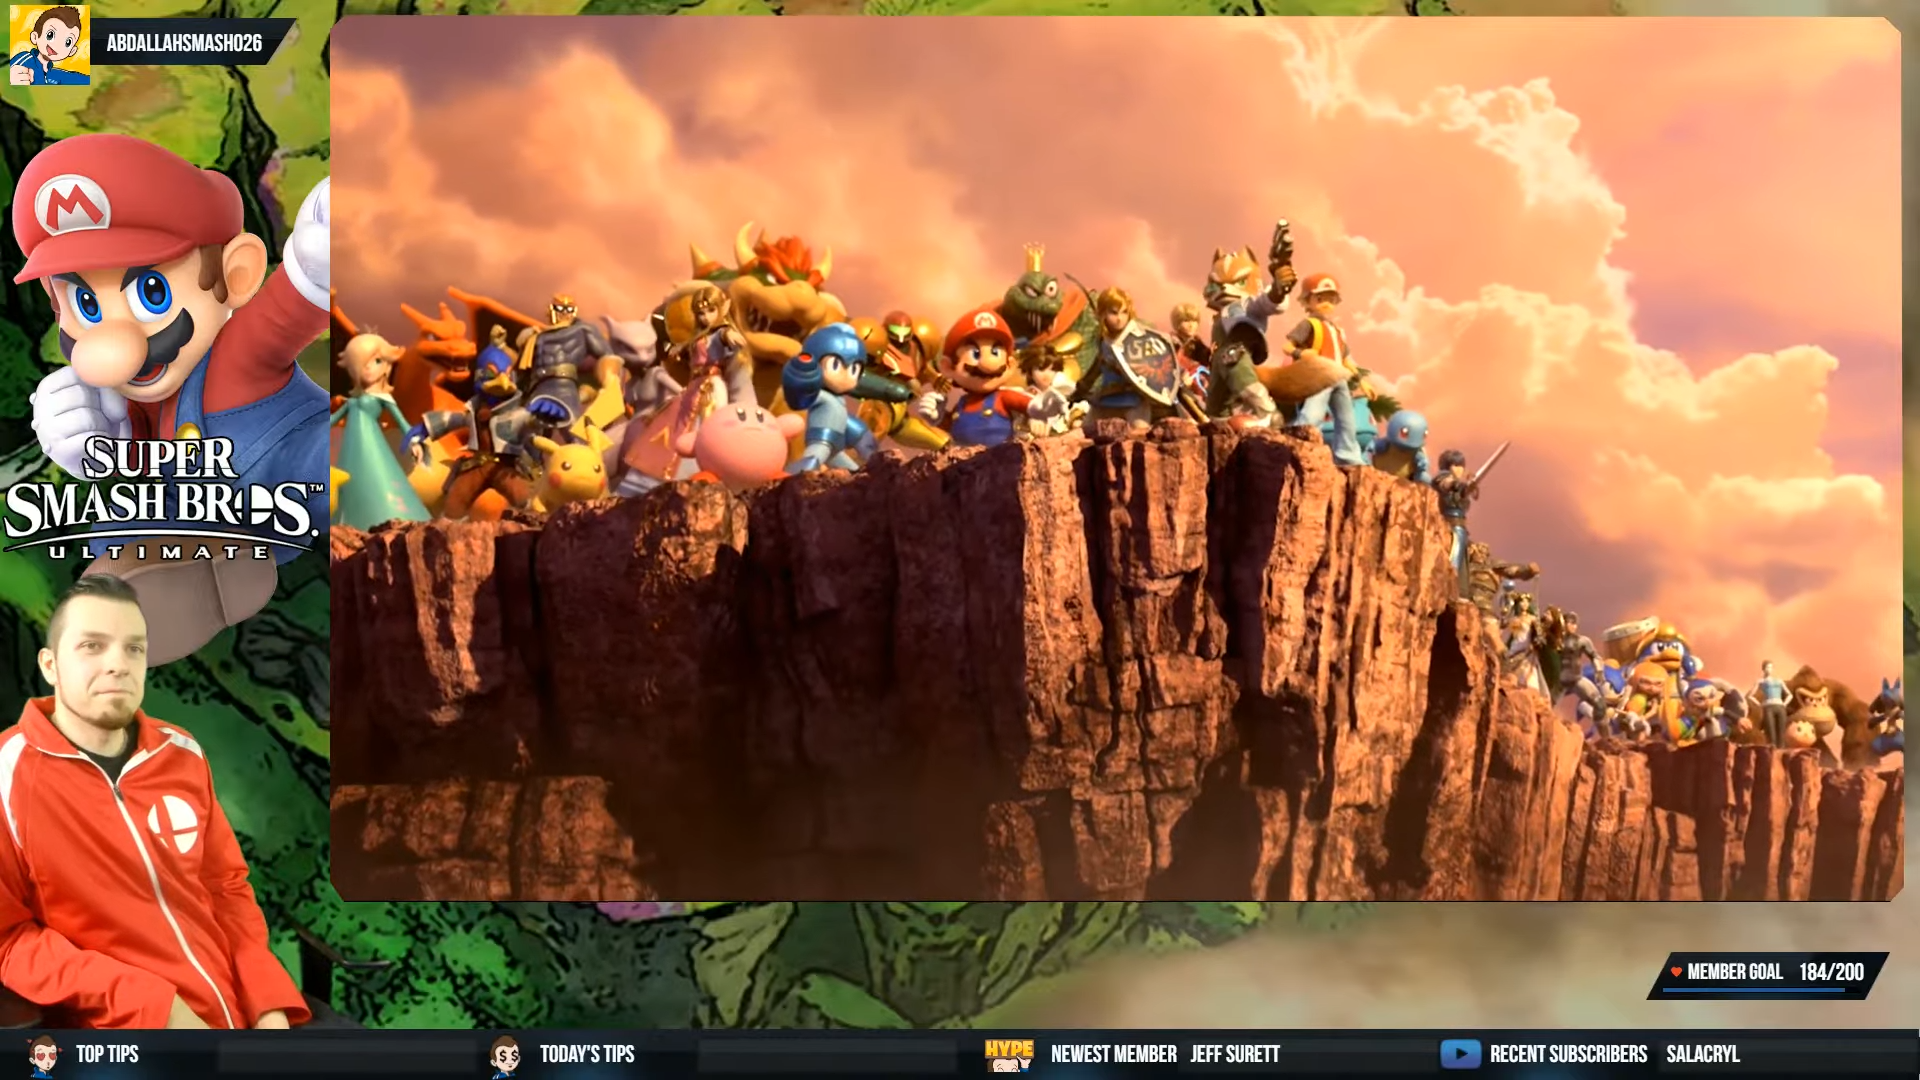 ABDALLAHSMASH026
M
SUPER
SMASH BROS.™
ULTIMATE
MEMBER GOAL 184/200
TOP TIPS
TODAY'S TIPS
HYPE
NEWEST MEMBER JEFF SURETT
RECENT SUBSCRIBERS SALACRYL